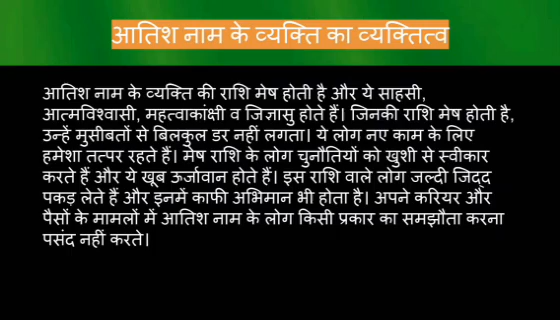 आतिश नाम के व्यक्ति का व्यक्तित्व
आतिश नाम के व्यक्ति की राशि मेष होती है और ये साहसी,
आत्मविश्वासी, महत्वाकांक्षी व जिज्ञासु होते हैं। जिनकी राशि मेष होती है,
उन्हें मुसीबतों से बिलकुल डर नहीं लगता। ये लोग नए काम के लिए
हमेशा तत्पर रहते हैं। मेष राशि के लोग चुनौतियों को खुशी से स्वीकार
करते हैं और ये खूब ऊर्जावान होते हैं। इस राशि वाले लोग जल्दी जिद्द
पकड़ लेते हैं और इनमें काफी अभिमान भी होता है। अपने करियर और
पैसों के मामलों में आतिश नाम के लोग किसी प्रकार का समझौता करना
पसंद नहीं करते।